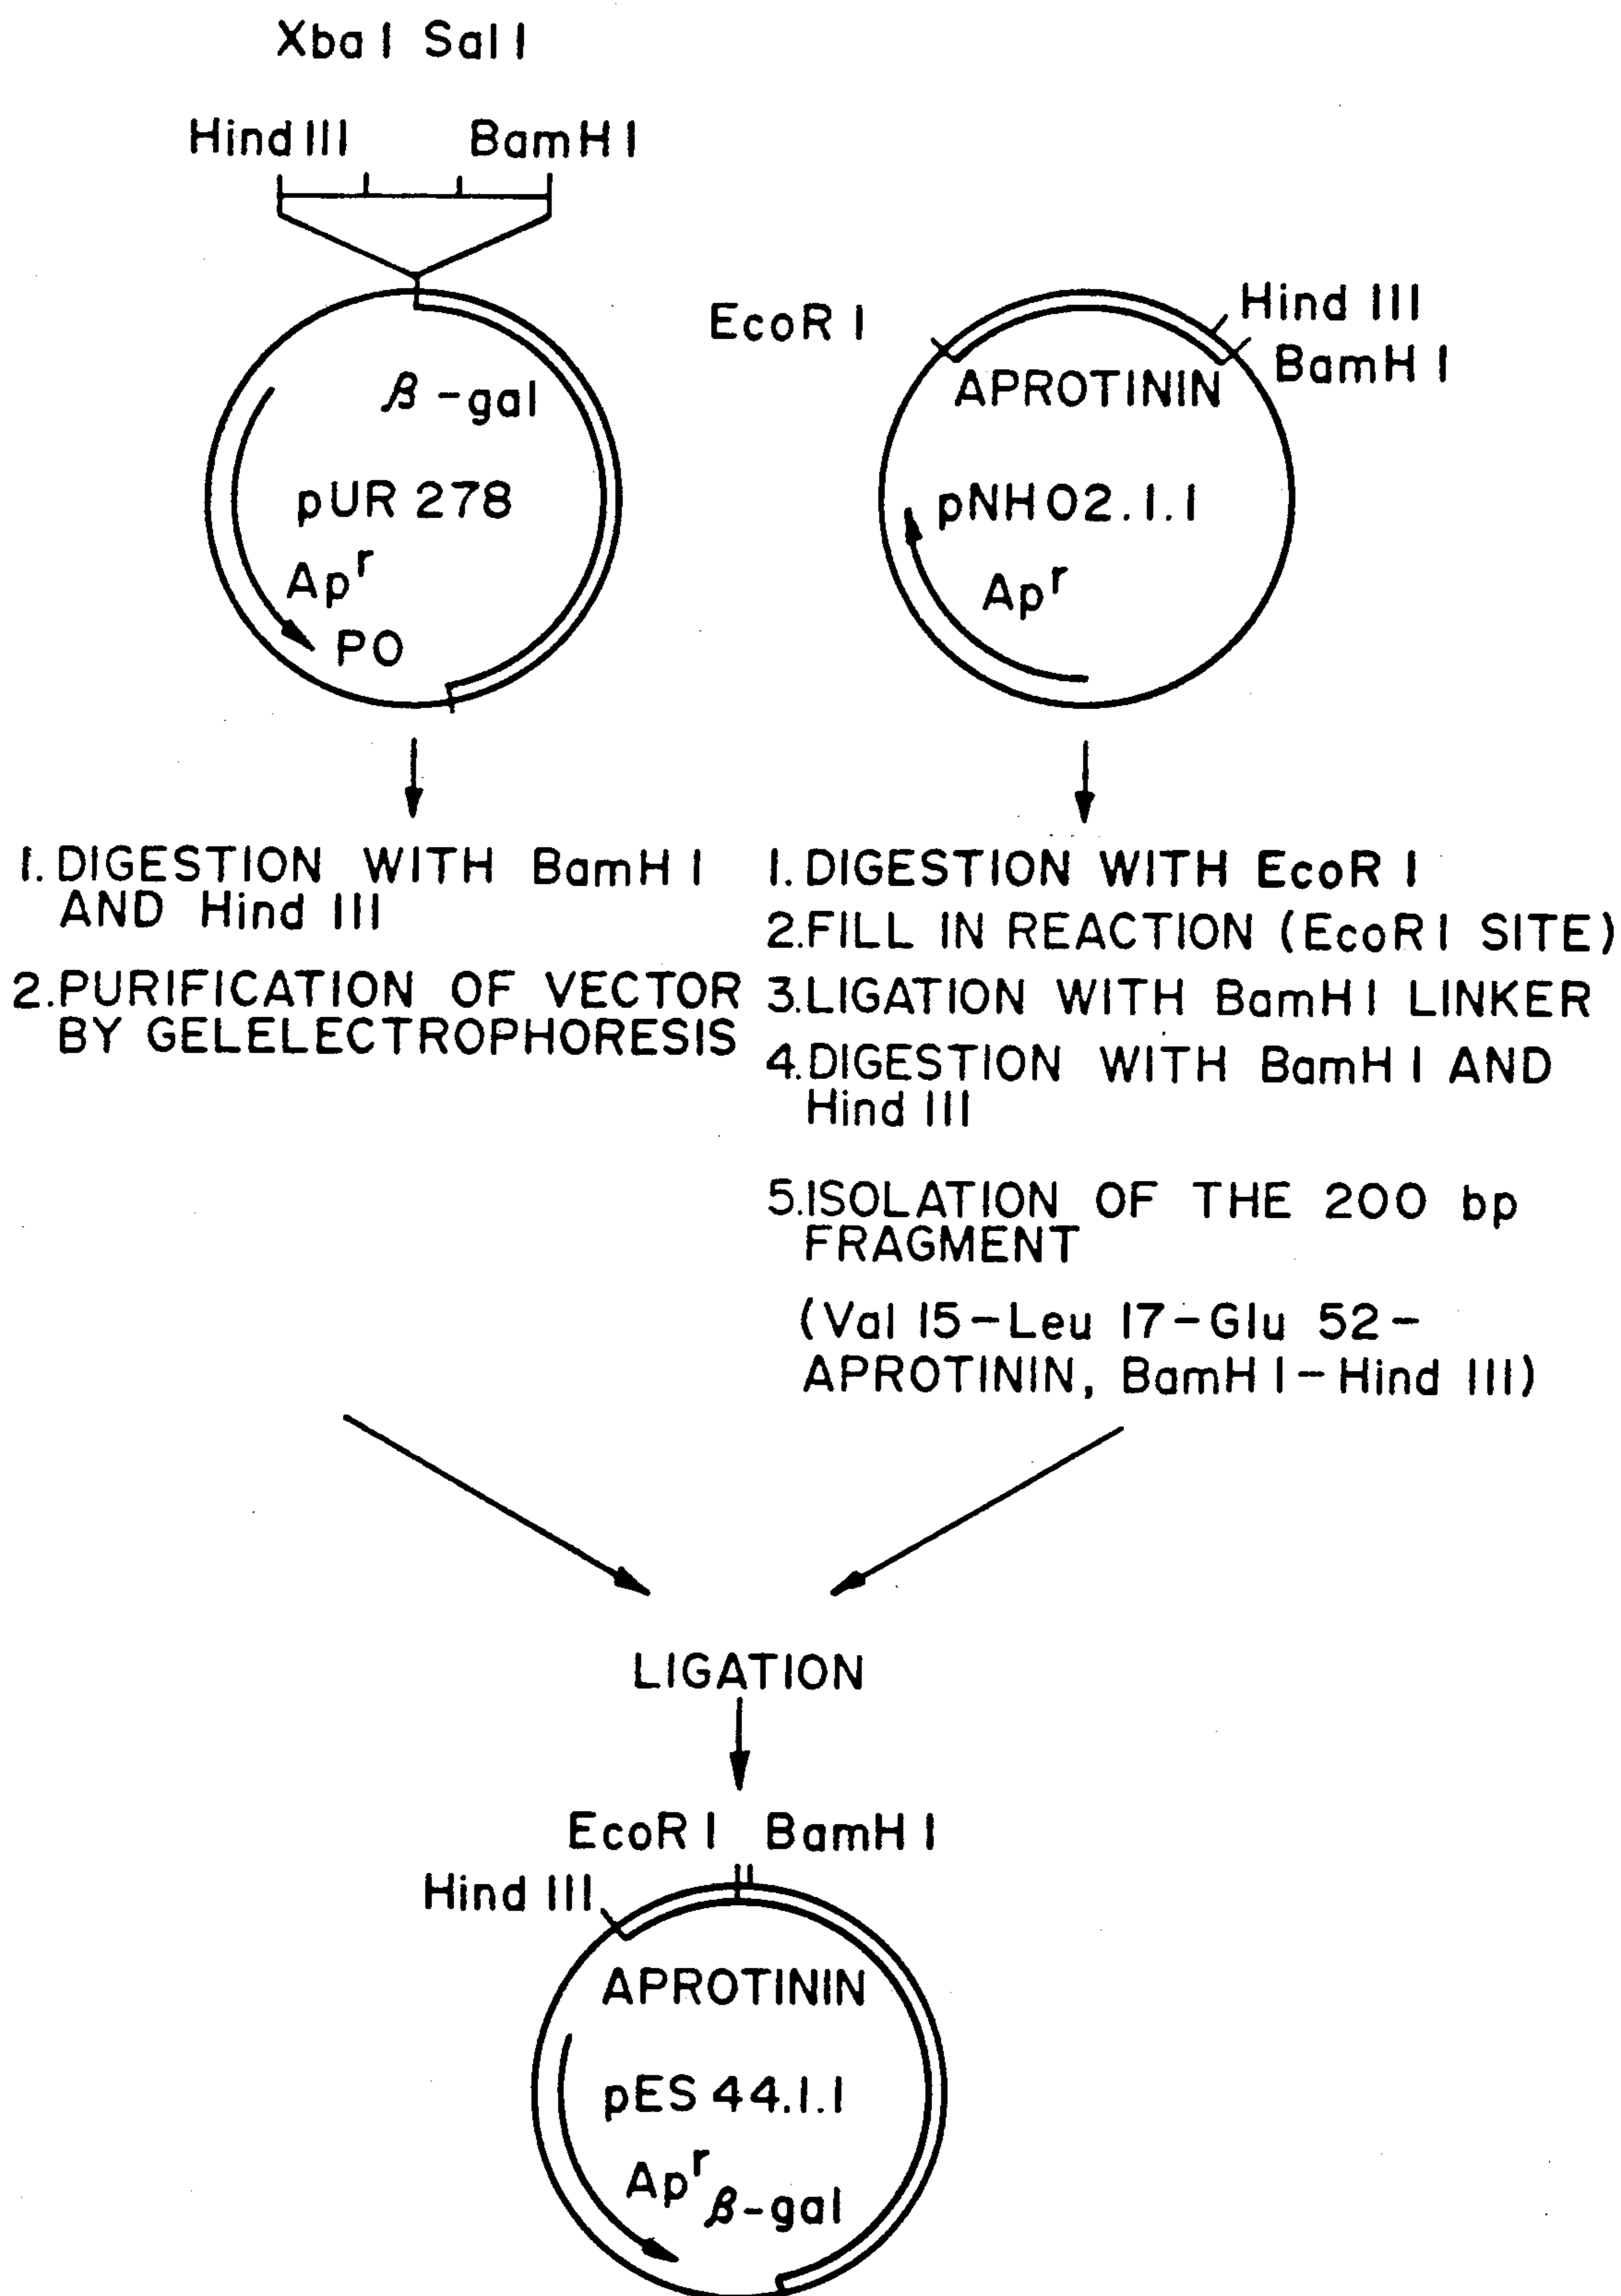 Xba I Sal I
Hind III BamH I
β-gal
pUR 278
Apʳ
PO
EcoR I
Hind III
BamH I
APROTININ
pNH02.1.1
Apʳ
1. DIGESTION WITH BamH I
AND Hind III
2. PURIFICATION OF VECTOR
BY GELELECTROPHORESIS
1. DIGESTION WITH EcoR I
2. FILL IN REACTION (EcoR I SITE)
3. LIGATION WITH BamH I LINKER
4. DIGESTION WITH BamH I AND
Hind III
5. ISOLATION OF THE 200 bp
FRAGMENT
(Val 15-Leu 17-Glu 52-
APROTININ, BamH I-Hind III)
LIGATION
EcoR I BamH I
Hind III
APROTININ
pES 44.1.1
Apʳ
β-gal